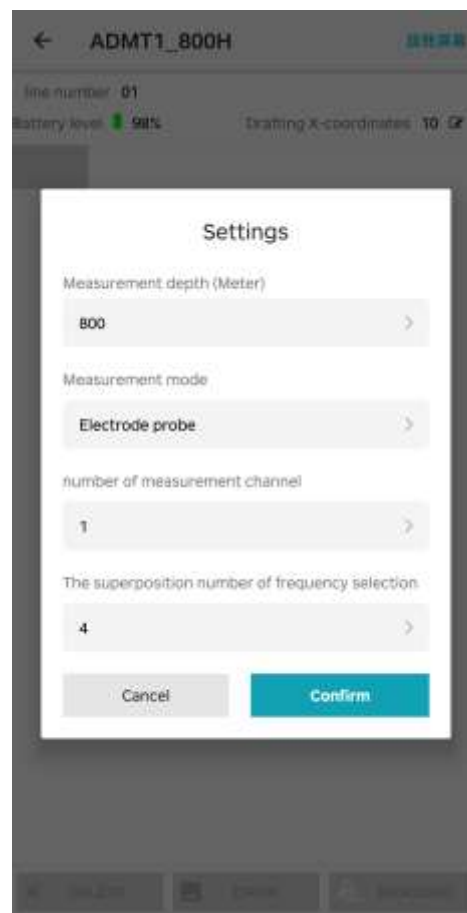 ADMT1_800H
line number 01
Battery level 98% Drafting X-coordinates 10
Settings
Measurement depth (Meter)
800
Measurement mode
Electrode probe
number of measurement channel
1
The superposition number of frequency selection
4
Cancel
Confirm